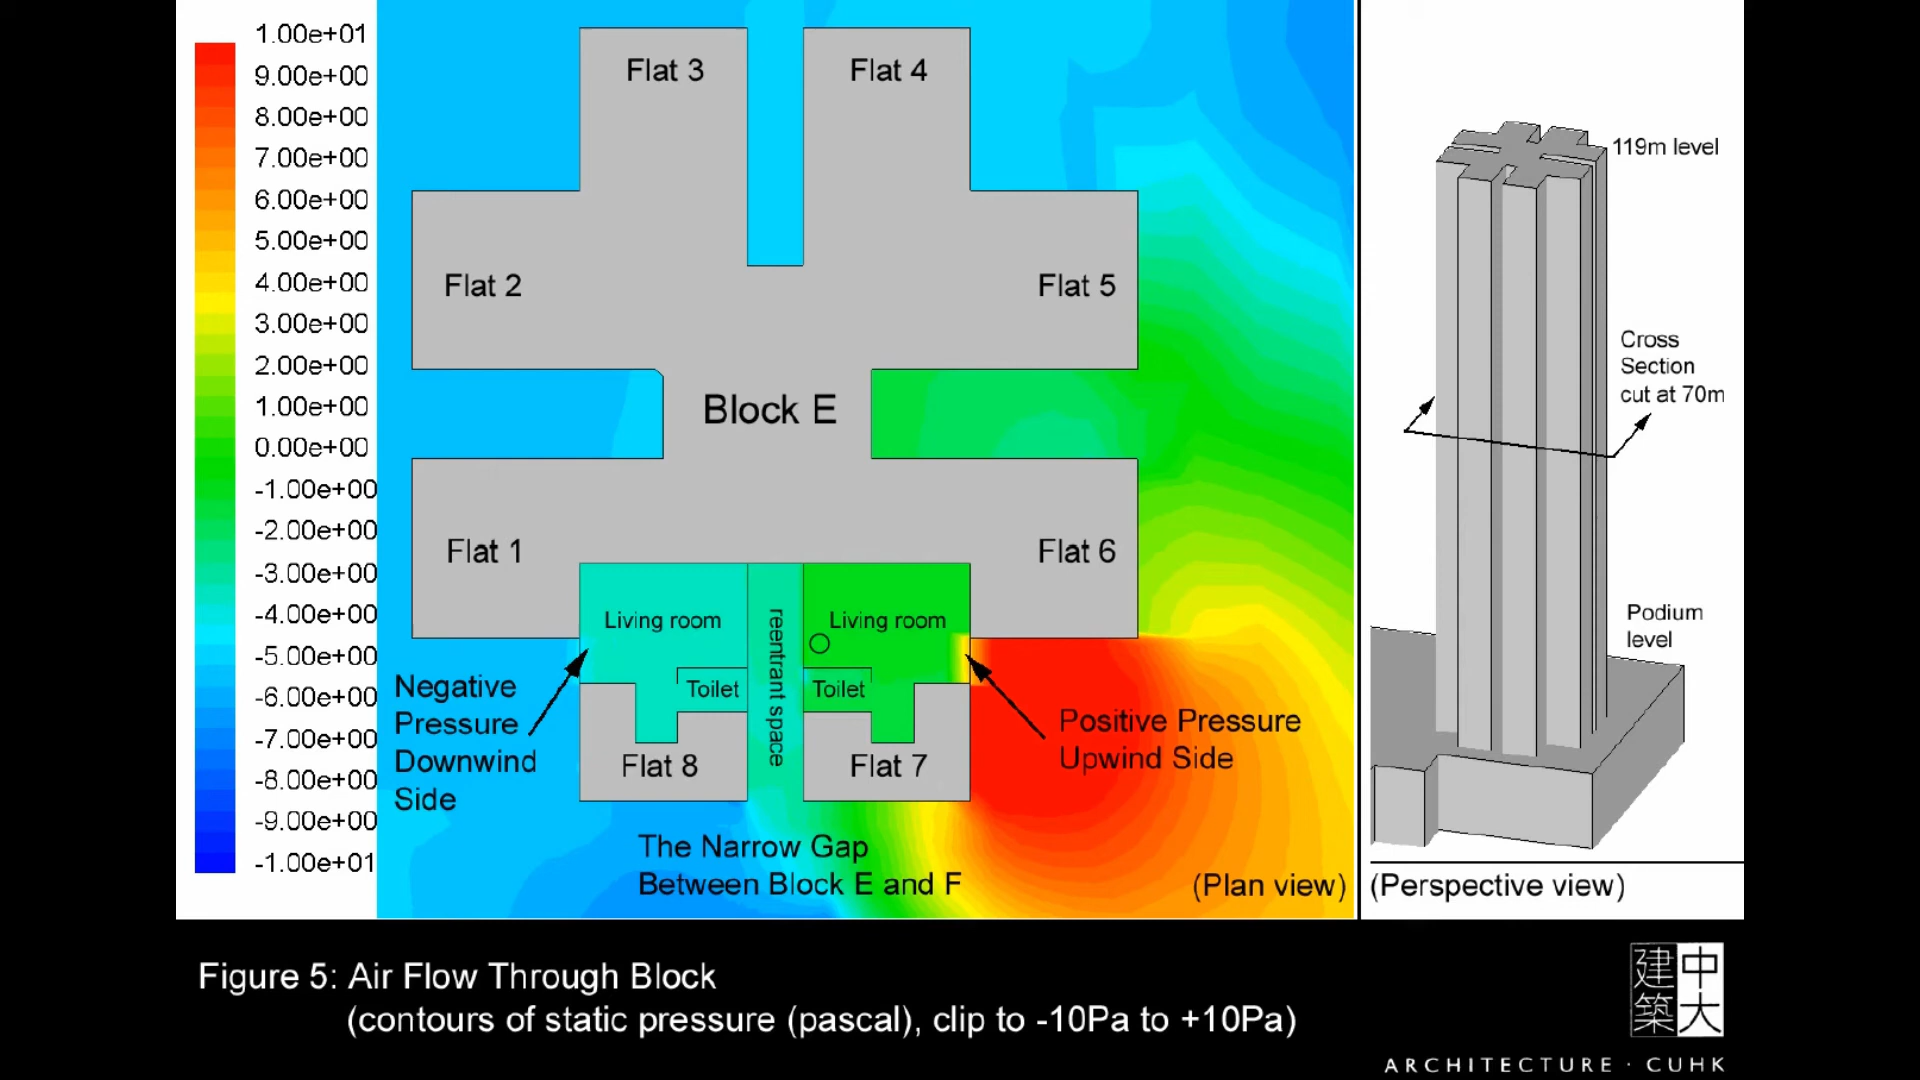 1.00e+01
9.00e+00
8.00e+00
7.00e+00
6.00e+00
5.00e+00
4.00e+00
3.00e+00
2.00e+00
1.00e+00
0.00e+00
-1.00e+00
-2.00e+00
-3.00e+00
-4.00e+00
-5.00e+00
-6.00e+00
-7.00e+00
-8.00e+00
-9.00e+00
-1.00e+01
Flat 3
Flat 4
Flat 2
Flat 5
Block E
Flat 1
Flat 6
Living room
reentrant space
Living room
Toilet
Toilet
Flat 8
Flat 7
Negative
Pressure
Downwind
Side
Positive Pressure
Upwind Side
The Narrow Gap
Between Block E and F
(Plan view)
119m level
Cross
Section
cut at 70m
Podium
level
(Perspective view)
Figure 5: Air Flow Through Block
(contours of static pressure (pascal), clip to -10Pa to +10Pa)
建築
中大
ARCHITECTURE · CUHK